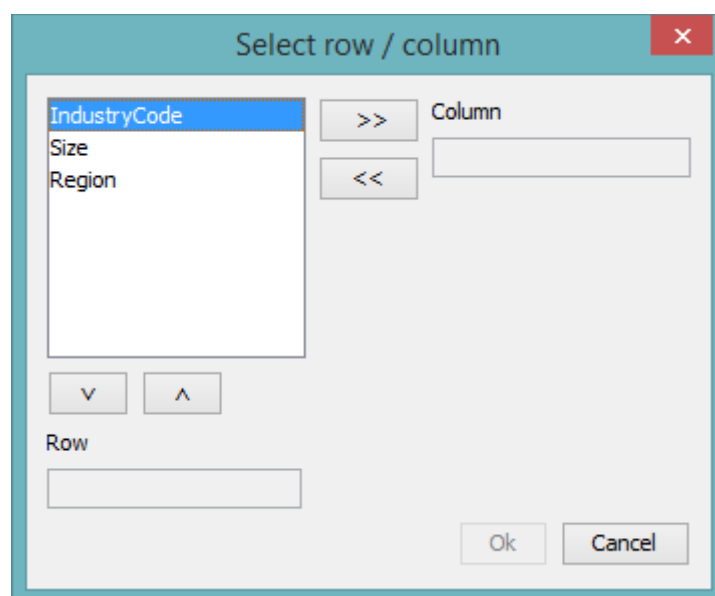 Select row / column
×
IndustryCode
Size
Region
>>
<<
Column
v
^
Row
Ok
Cancel